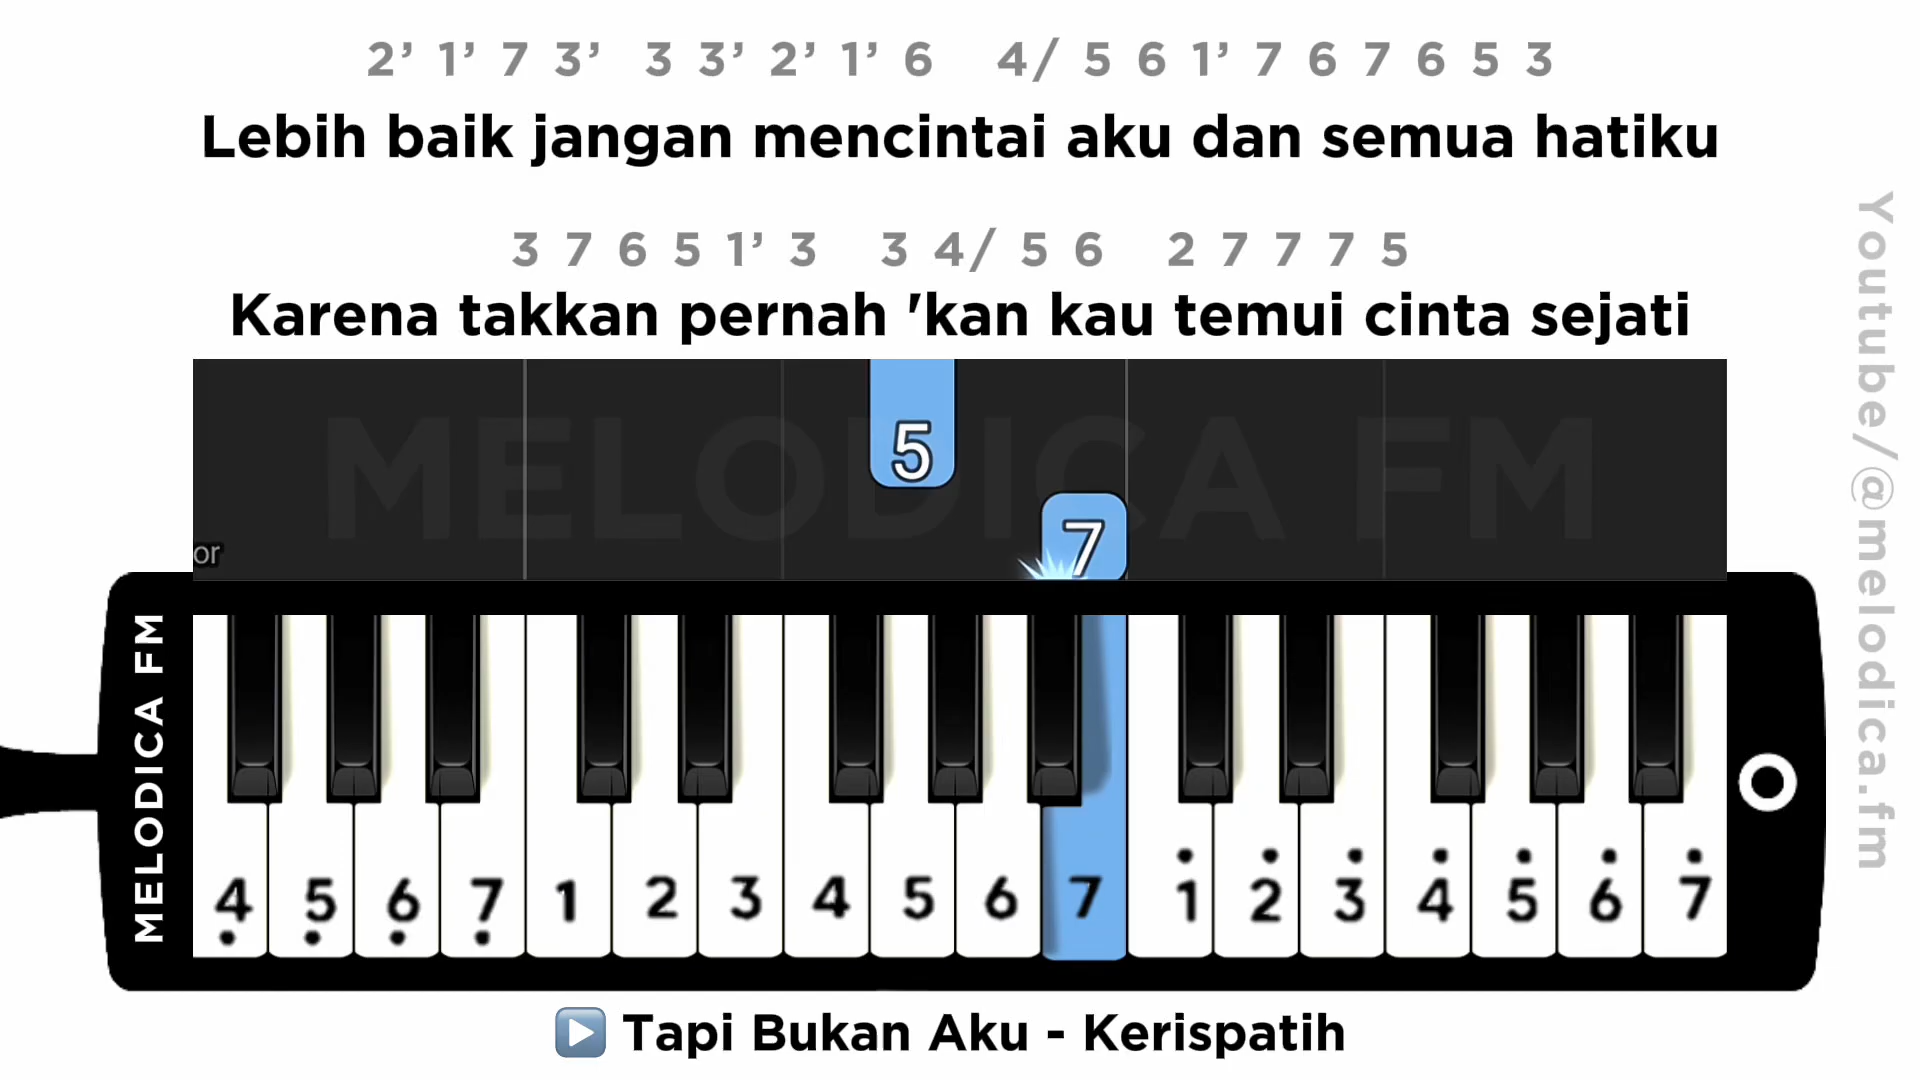 2’ 1’ 7 3’ 3 3’ 2’ 1’ 6 4/ 5 6 1’ 7 6 7 6 5 3
Lebih baik jangan mencintai aku dan semua hatiku
3 7 6 5 1’ 3 3 4/ 5 6 2 7 7 7 5
Karena takkan pernah 'kan kau temui cinta sejati
Youtube/@melodica.fm
5
MELODICA FM
7
or
MELODICA FM
4 5 6 7 1 2 3 4 5 6 7 1 2 3 4 5 6 7
Tapi Bukan Aku - Kerispatih